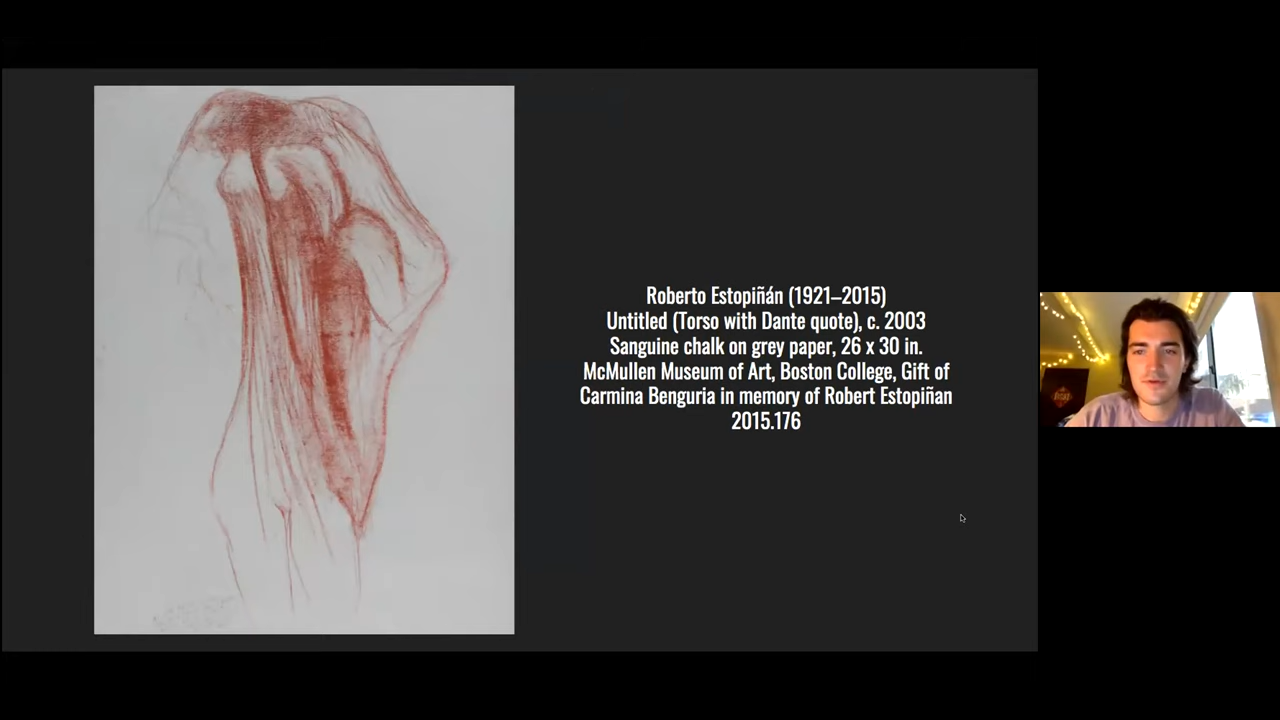 Roberto Estopiñán (1921–2015)
Untitled (Torso with Dante quote), c. 2003
Sanguine chalk on grey paper, 26 x 30 in.
McMullen Museum of Art, Boston College, Gift of
Carmina Benguria in memory of Robert Estopiñan
2015.176